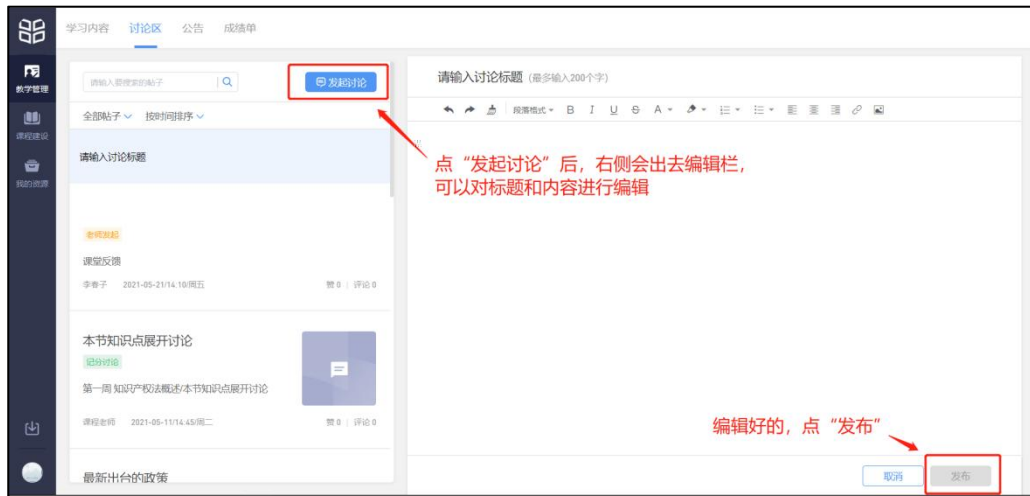 学习内容 讨论区 公告 成绩单
教学管理
课程建设
我的资源
请输入要搜索的帖子
发起讨论
全部帖子 按时间排序
请输入讨论标题
老师发起
课堂反馈
李春子 2021-05-21/14:10/周五 赞 0 | 评论 0
本节知识点展开讨论
记分讨论
第一周 知识产权法概述/本节知识点展开讨论
课程老师 2021-05-11/14:45/周二 赞 0 | 评论 0
最新出台的政策
请输入讨论标题 (最多输入200个字)
段落格式 B I U S A
点“发起讨论”后，右侧会出去编辑栏，
可以对标题和内容进行编辑
编辑好的，点“发布”
取消 发布